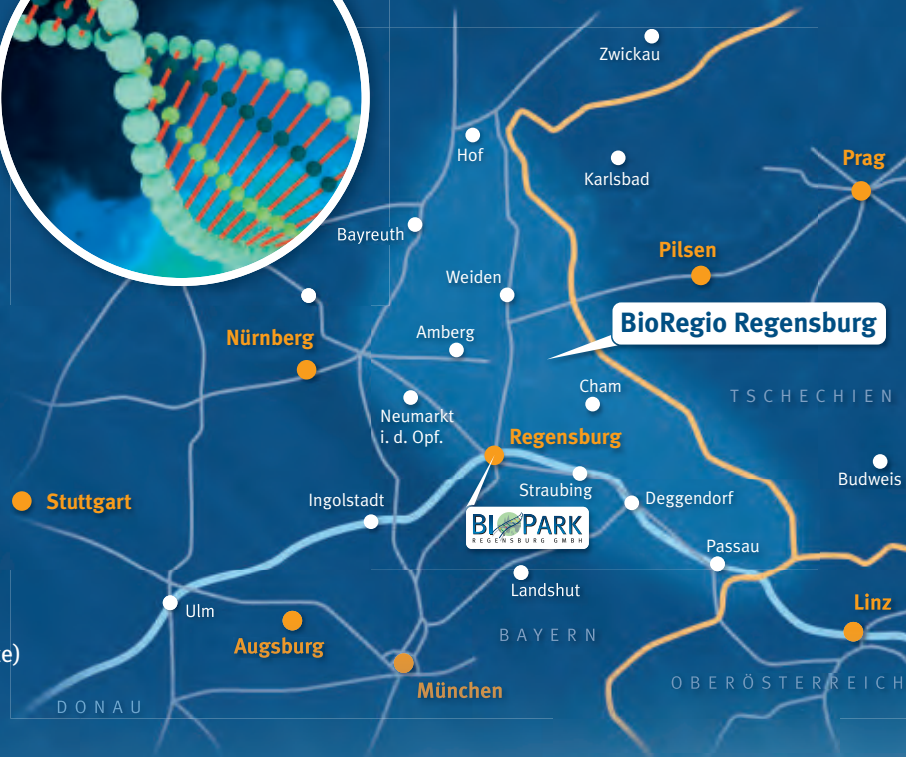 Zwickau
Hof
Prag
Karlsbad
Bayreuth
Pilsen
Weiden
BioRegio Regensburg
Nürnberg
Amberg
Cham
TSCHECHIEN
Neumarkt
i. d. Opf.
Regensburg
Budweis
Straubing
Ingolstadt
Deggendorf
Stuttgart
BIOPARK
REGENSBURG GMBH
Passau
Landshut
Linz
Ulm
BAYERN
Augsburg
e)
OBERÖSTERREICH
München
DONAU